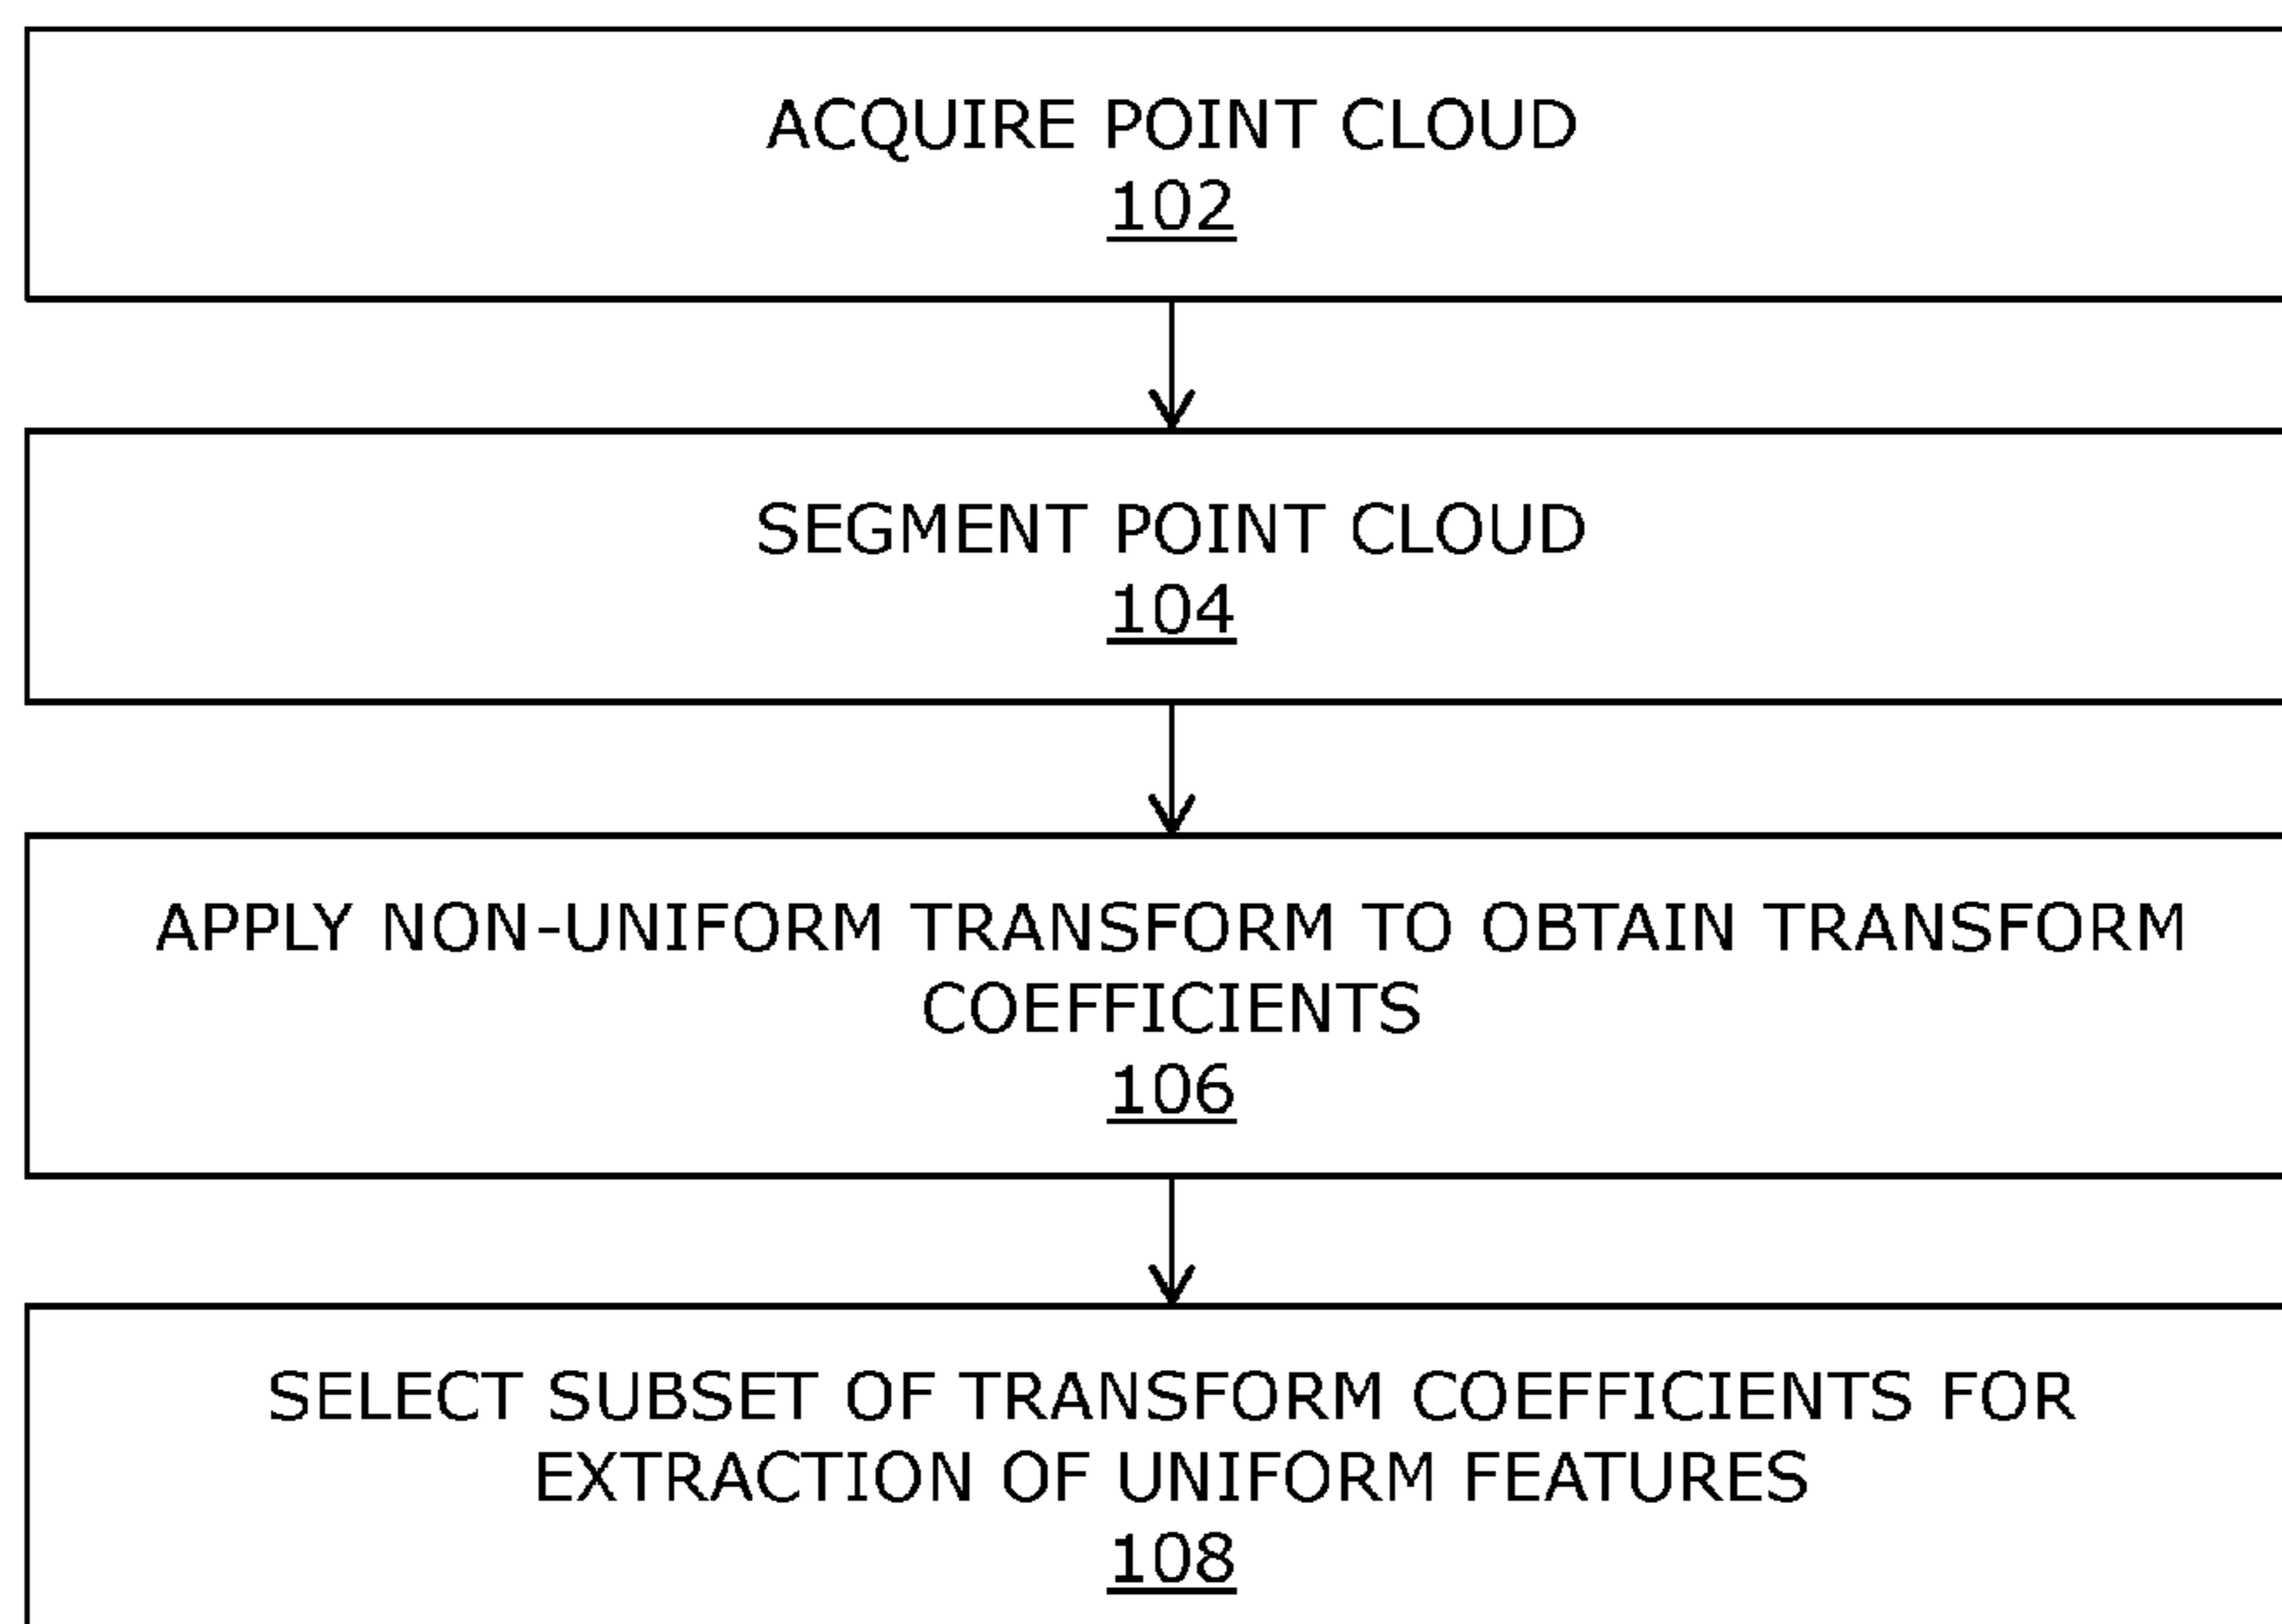 ACQUIRE POINT CLOUD
102
SEGMENT POINT CLOUD
104
APPLY NON-UNIFORM TRANSFORM TO OBTAIN TRANSFORM
COEFFICIENTS
106
SELECT SUBSET OF TRANSFORM COEFFICIENTS FOR
EXTRACTION OF UNIFORM FEATURES
108